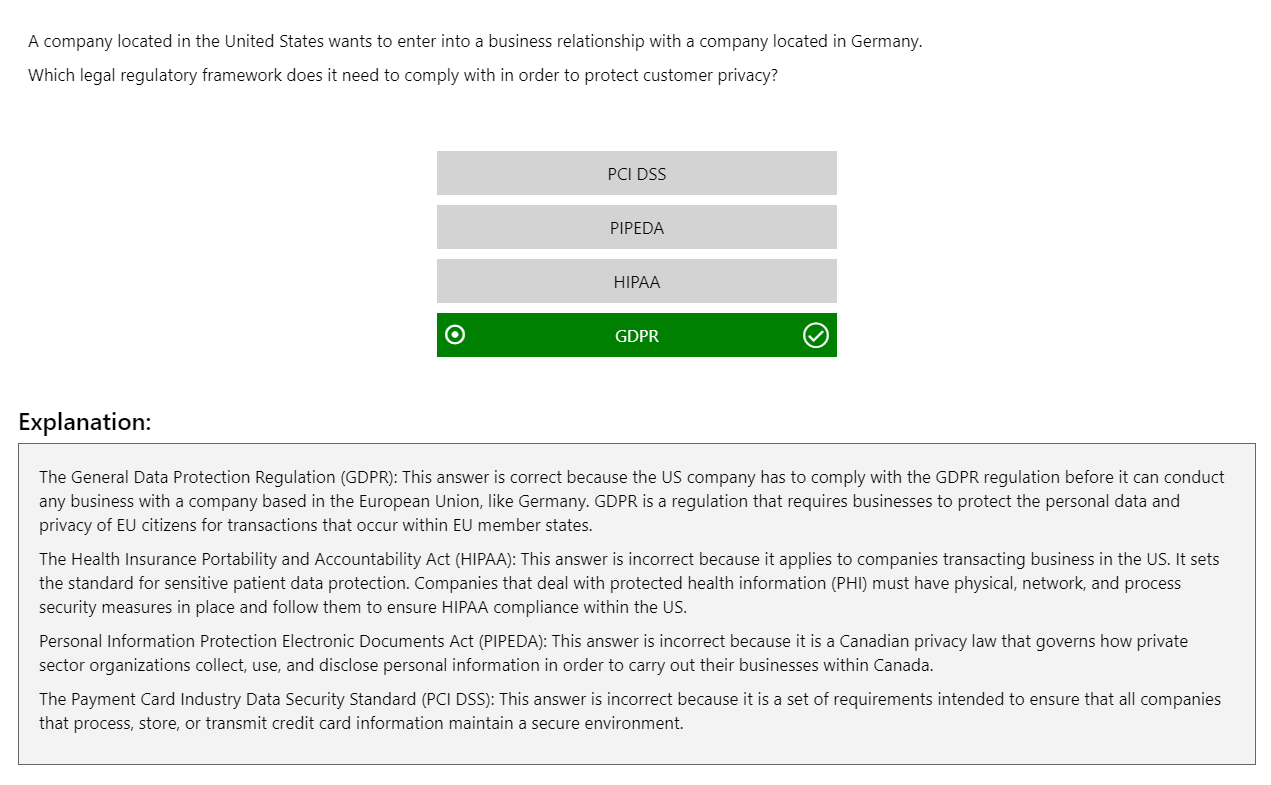 A company located in the United States wants to enter into a business relationship with a company located in Germany.
Which legal regulatory framework does it need to comply with in order to protect customer privacy?
PCI DSS
PIPEDA
HIPAA
GDPR
Explanation:
The General Data Protection Regulation (GDPR): This answer is correct because the US company has to comply with the GDPR regulation before it can conduct
any business with a company based in the European Union, like Germany. GDPR is a regulation that requires businesses to protect the personal data and
privacy of EU citizens for transactions that occur within EU member states.
The Health Insurance Portability and Accountability Act (HIPAA): This answer is incorrect because it applies to companies transacting business in the US. It sets
the standard for sensitive patient data protection. Companies that deal with protected health information (PHI) must have physical, network, and process
security measures in place and follow them to ensure HIPAA compliance within the US.
Personal Information Protection Electronic Documents Act (PIPEDA): This answer is incorrect because it is a Canadian privacy law that governs how private
sector organizations collect, use, and disclose personal information in order to carry out their businesses within Canada.
The Payment Card Industry Data Security Standard (PCI DSS): This answer is incorrect because it is a set of requirements intended to ensure that all companies
that process, store, or transmit credit card information maintain a secure environment.